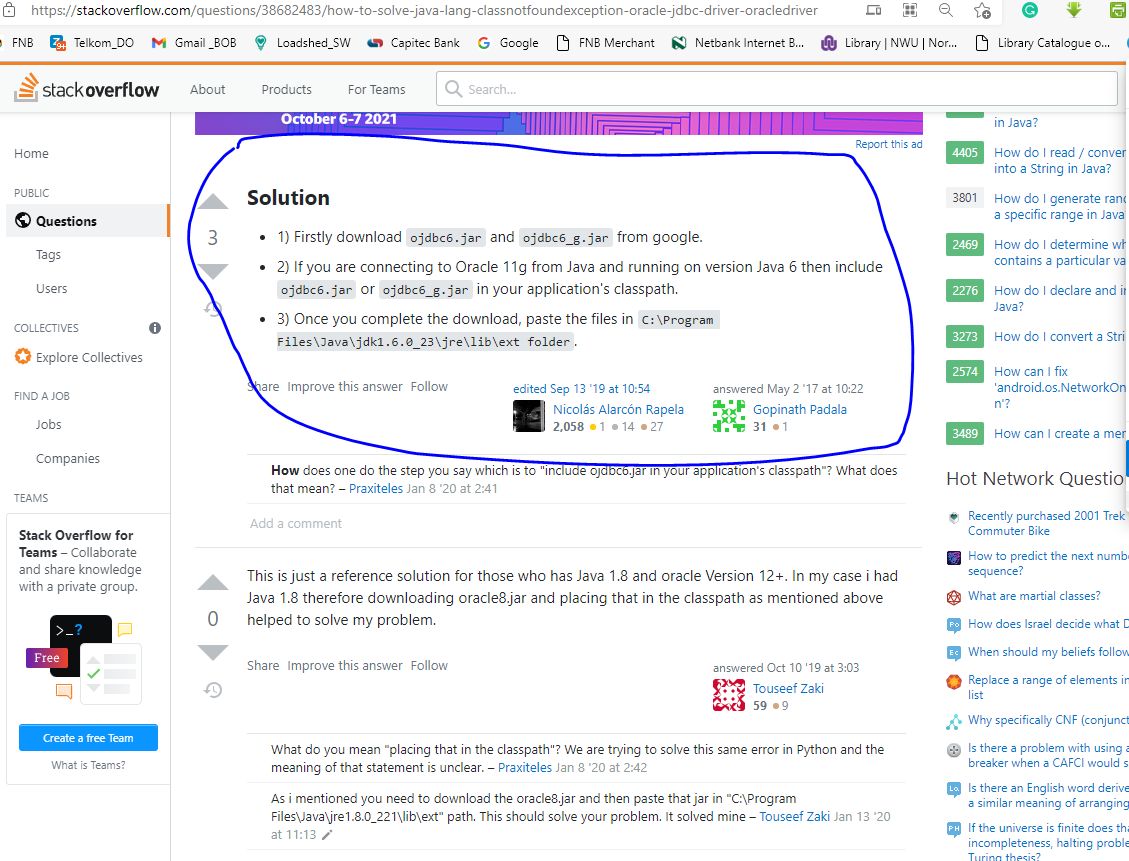 https://stackoverflow.com/questions/38682483/how-to-solve-java-lang-classnotfoundexception-oracle-jdbc-driver-oracledriver
FNB Telkom_DO Gmail _BOB Loadshed_SW Capitec Bank Google FNB Merchant Netbank Internet B... Library | NWU | Nor... Library Catalogue o...
stackoverflow About Products For Teams Search...
October 6-7 2021
Report this ad
Home
PUBLIC
Questions
Tags
Users
COLLECTIVES
Explore Collectives
FIND A JOB
Jobs
Companies
TEAMS
Stack Overflow for
Teams – Collaborate
and share knowledge
with a private group.
>_?
Free
Create a free Team
What is Teams?
Solution
3
1) Firstly download ojdbc6.jar and ojdbc6_g.jar from google.
2) If you are connecting to Oracle 11g from Java and running on version Java 6 then include
ojdbc6.jar or ojdbc6_g.jar in your application's classpath.
3) Once you complete the download, paste the files in C:\Program
Files\Java\jdk1.6.0_23\jre\lib\ext folder.
Share Improve this answer Follow
edited Sep 13 '19 at 10:54
Nicolás Alarcón Rapela
2,058 1 14 27
answered May 2 '17 at 10:22
Gopinath Padala
31 1
How does one do the step you say which is to "include ojdbc6.jar in your application's classpath"? What does
that mean? – Praxiteles Jan 8 '20 at 2:41
Add a comment
This is just a reference solution for those who has Java 1.8 and oracle Version 12+. In my case i had
Java 1.8 therefore downloading oracle8.jar and placing that in the classpath as mentioned above
helped to solve my problem.
0
Share Improve this answer Follow
answered Oct 10 '19 at 3:03
Touseef Zaki
59 9
What do you mean "placing that in the classpath"? We are trying to solve this same error in Python and the
meaning of that statement is unclear. – Praxiteles Jan 8 '20 at 2:42
As i mentioned you need to download the oracle8.jar and then paste that jar in "C:\Program
Files\Java\jre1.8.0_221\lib\ext" path. This should solve your problem. It solved mine – Touseef Zaki Jan 13 '20
at 11:13
in Java?
4405 How do I read / conver
into a String in Java?
3801 How do I generate ran
a specific range in Java
2469 How do I determine wh
contains a particular va
2276 How do I declare and in
Java?
3273 How do I convert a Stri
2574 How can I fix
'android.os.NetworkOn
n'?
3489 How can I create a mem
Hot Network Questio
Recently purchased 2001 Trek
Commuter Bike
How to predict the next numbe
sequence?
What are martial classes?
How does Israel decide what D
When should my beliefs follow
Replace a range of elements in
list
Why specifically CNF (conjunct
Is there a problem with using a
breaker when a CAFCI would s
Is there an English word derive
a similar meaning of arranging
If the universe is finite does tha
incompleteness, halting proble
Turing thesis?